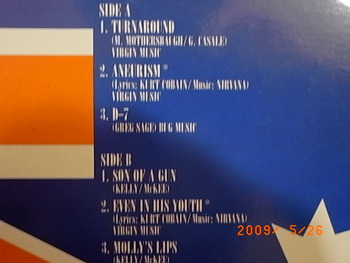 SIDE A
1. TURNAROUND
(M. MOTHERSBAUGH/G. CASALE)
VIRGIN MUSIC
2. ANEURISM*
(Lyrics; KURT COBAIN/Music; NIRVANA)
VIRGIN MUSIC
3. D-7
(GREG SAGE) BUG MUSIC
SIDE B
1. SON OF A GUN
(KELLY/McKEE)
2. EVEN IN HIS YOUTH*
(Lyrics; KURT COBAIN/Music; NIRVANA)
VIRGIN MUSIC
3. MOLLY'S LIPS
(KELLY/McKEE)
2009. 5/26